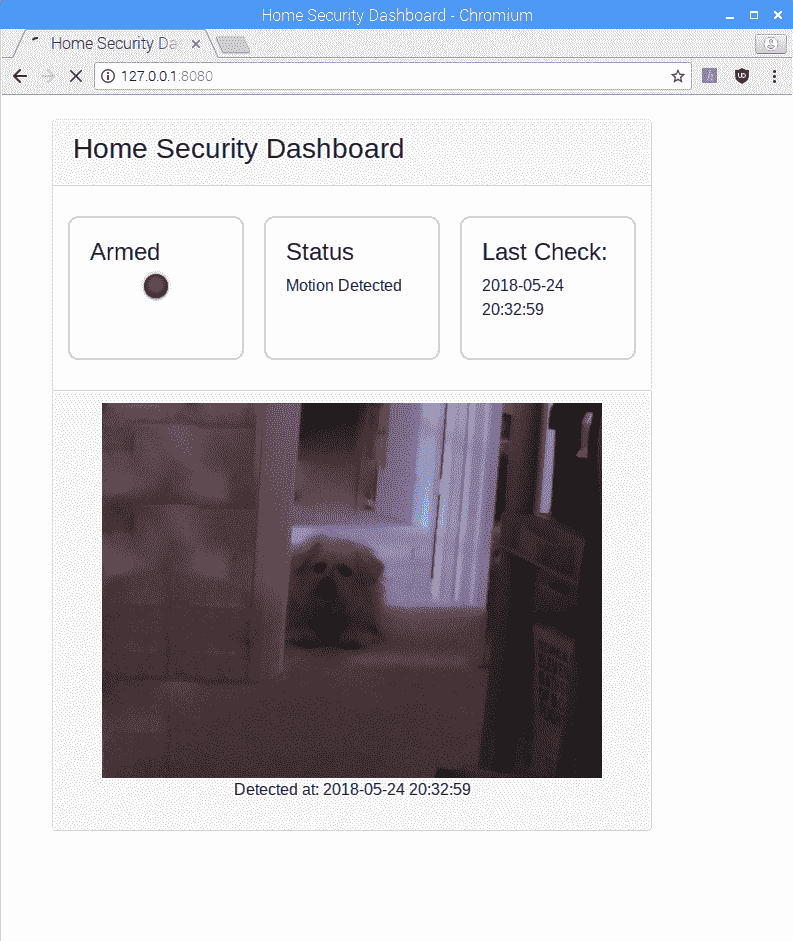 Home Security Dashboard - Chromium
Home Security Da
127.0.0.1:8080
Home Security Dashboard
Armed
Status
Motion Detected
Last Check:
2018-05-24
20:32:59
Detected at: 2018-05-24 20:32:59